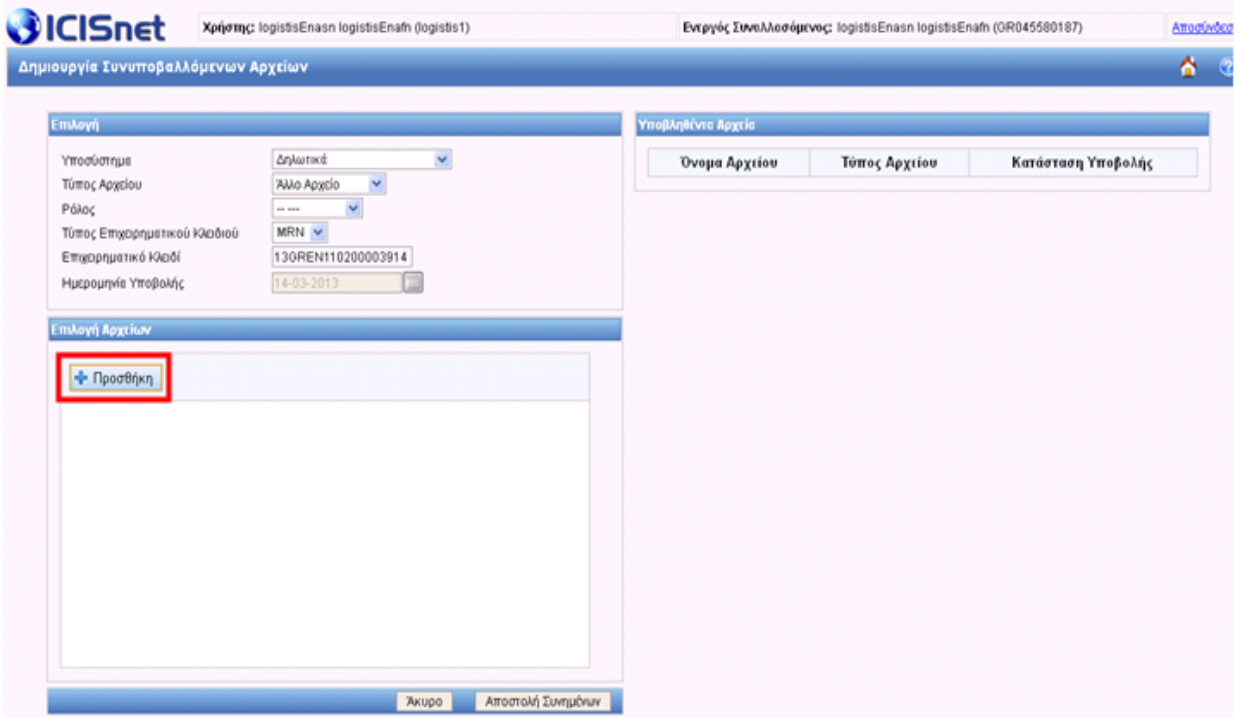 ICISnet
Χρήστης: logistisEnasn logistisEnafn (logistis1)
Ενεργός Συναλλασόμενος: logistisEnasn logistisEnafn (GR045580187)
Δημιουργία Συνυποβαλλόμενων Αρχείων
Επιλογή
Υποσύστημα Δηλωτικά
Τύπος Αρχείου Άλλο Αρχείο
Ρόλος -- ---
Τύπος Επιχειρηματικού Κλειδιού MRN
Επιχειρηματικό Κλειδί 13GREN110200003914
Ημερομηνία Υποβολής 14-03-2013
Επιλογή Αρχείων
Προσθήκη
Άκυρο Αποστολή Συνημένων
Υποβληθέντα Αρχεία
Όνομα Αρχείου Τύπος Αρχείου Κατάσταση Υποβολής